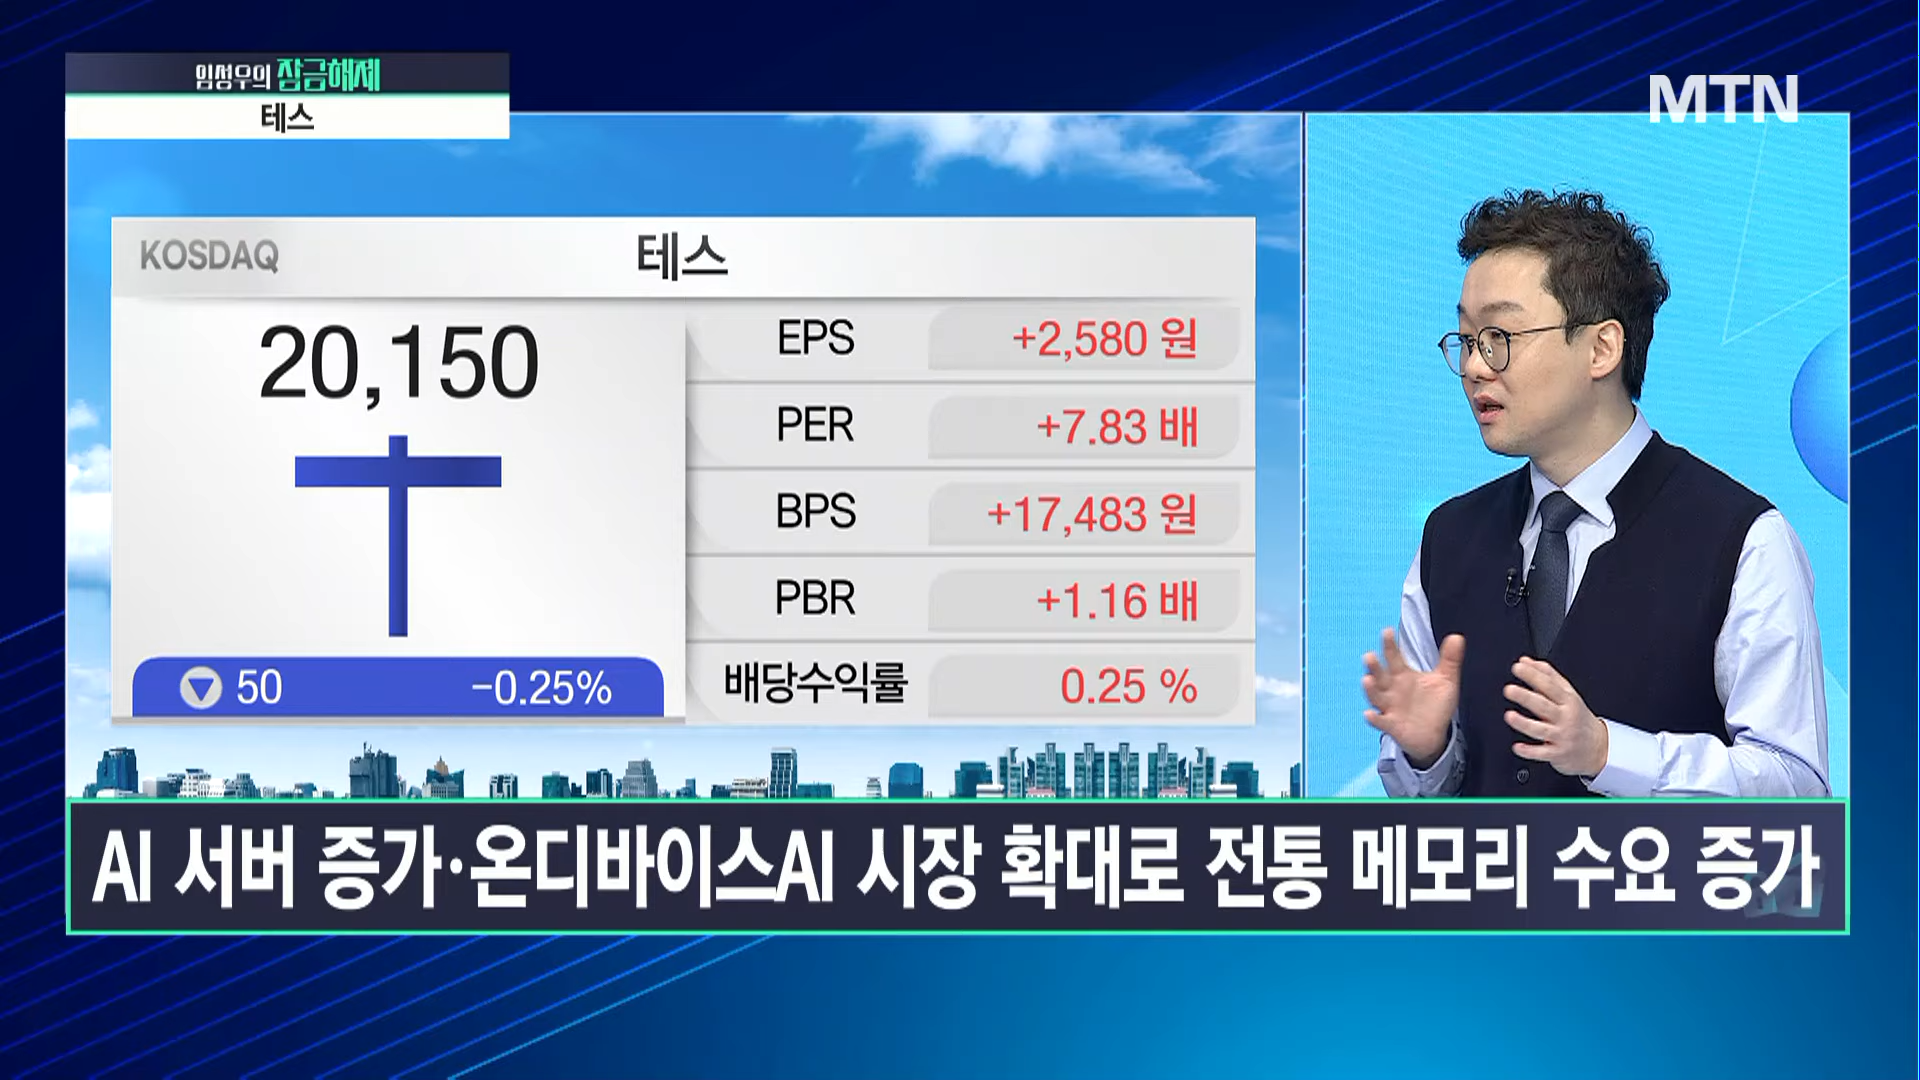 임성우의 잠금해제
테스
MTN
KOSDAQ
테스
20,150
50 -0.25%
EPS +2,580 원
PER +7.83 배
BPS +17,483 원
PBR +1.16 배
배당수익률 0.25 %
AI 서버 증가·온디바이스AI 시장 확대로 전통 메모리 수요 증가